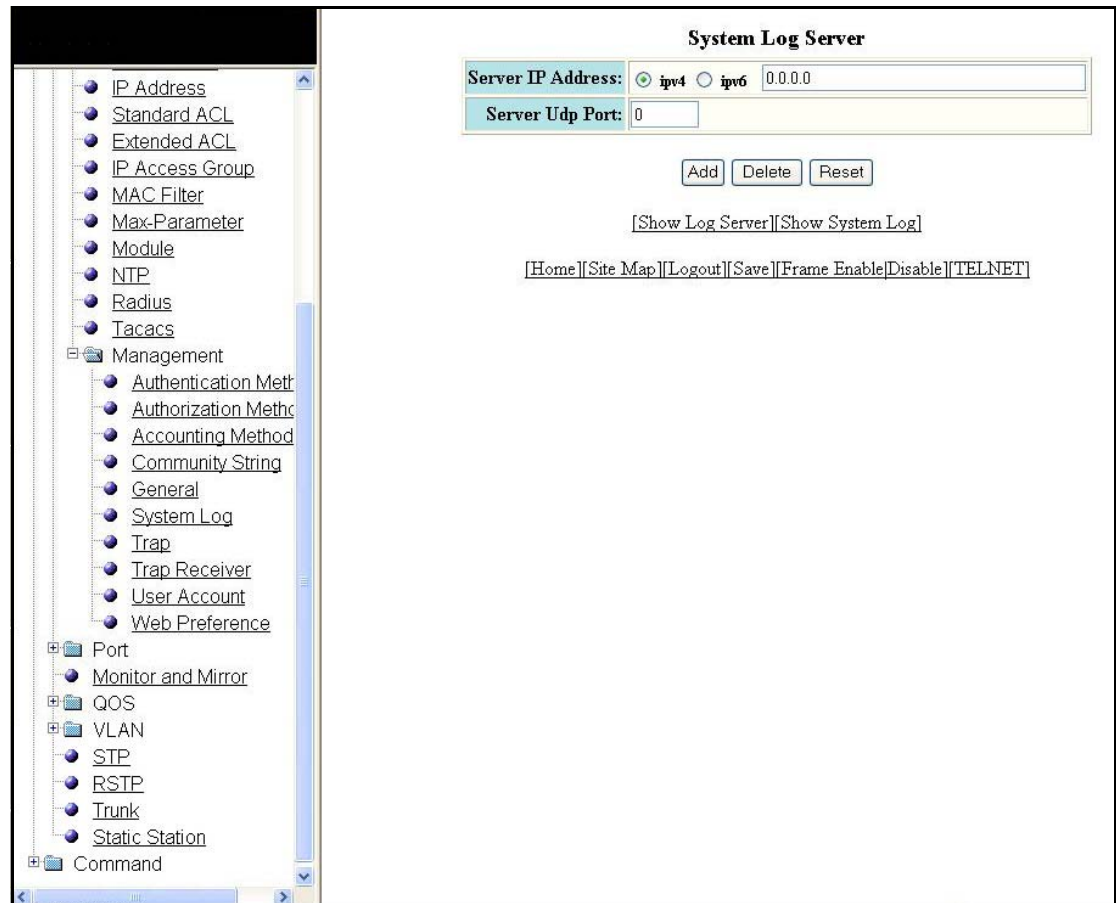 IP Address
Standard ACL
Extended ACL
IP Access Group
MAC Filter
Max-Parameter
Module
NTP
Radius
Tacacs
Management
Authentication Meth
Authorization Metho
Accounting Method
Community String
General
System Log
Trap
Trap Receiver
User Account
Web Preference
Port
Monitor and Mirror
QOS
VLAN
STP
RSTP
Trunk
Static Station
Command
System Log Server
Server IP Address: ipv4 ipv6 0.0.0.0
Server Udp Port: 0
Add Delete Reset
[Show Log Server][Show System Log]
[Home][Site Map][Logout][Save][Frame Enable|Disable][TELNET]